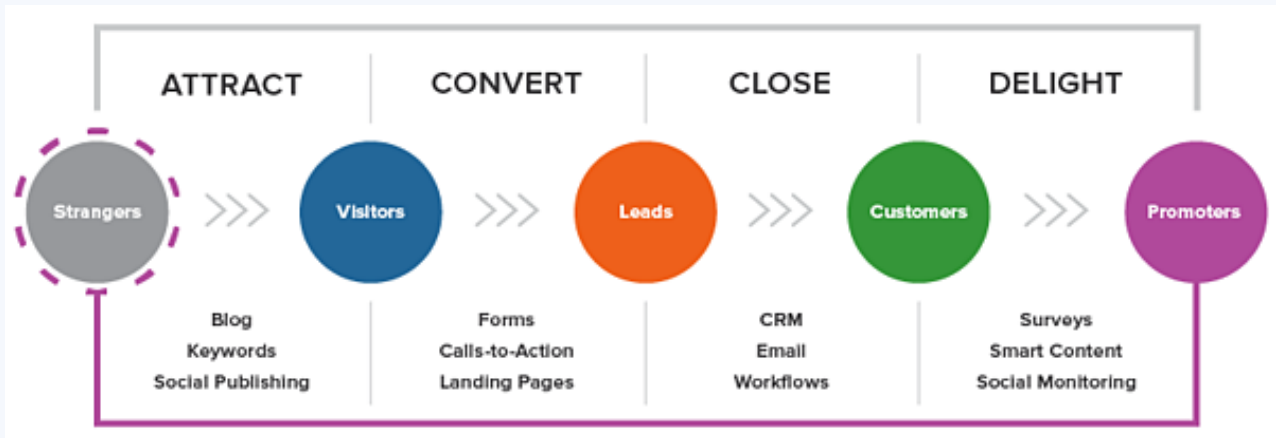 ATTRACT
CONVERT
CLOSE
DELIGHT
Strangers
Visitors
Leads
Customers
Promoters
Blog
Keywords
Social Publishing
Forms
Calls-to-Action
Landing Pages
CRM
Email
Workflows
Surveys
Smart Content
Social Monitoring